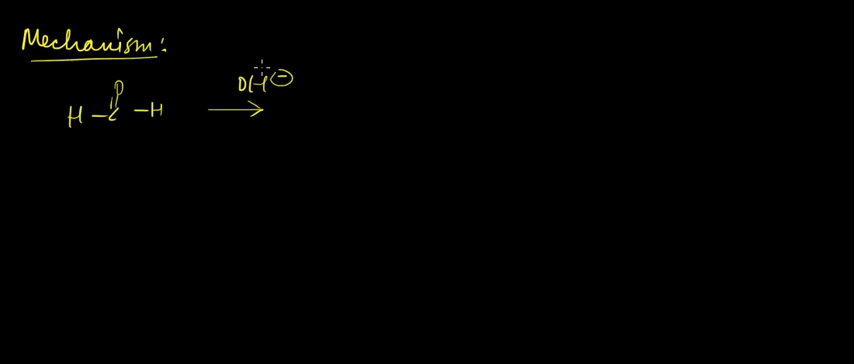 Mechanism:
OH⊖
O
H–C–H